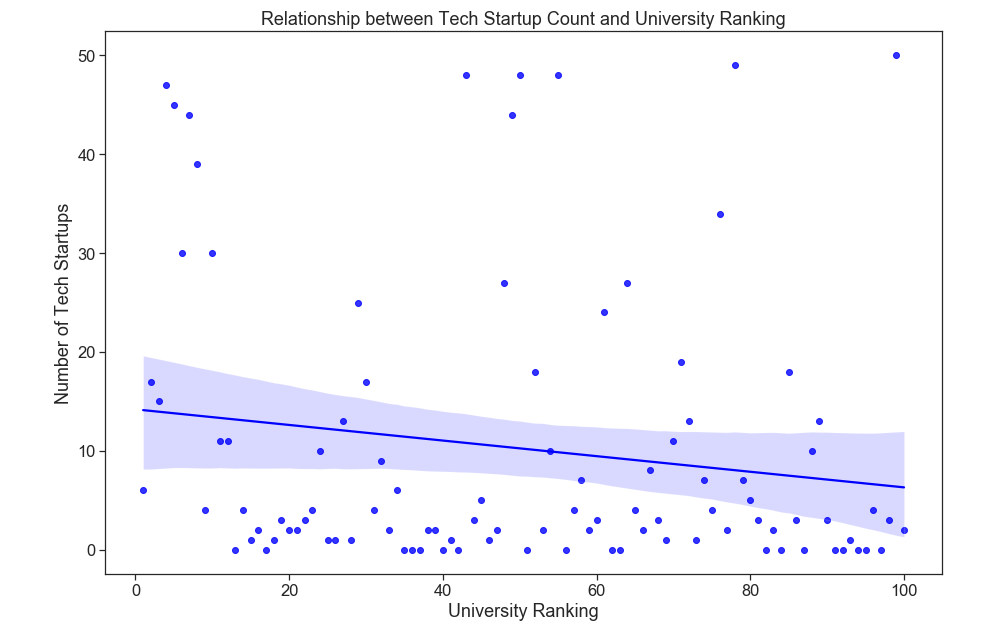 Relationship between Tech Startup Count and University Ranking
50
40
30
20
10
0
Number of Tech Startups
0 20 40 60 80 100
University Ranking